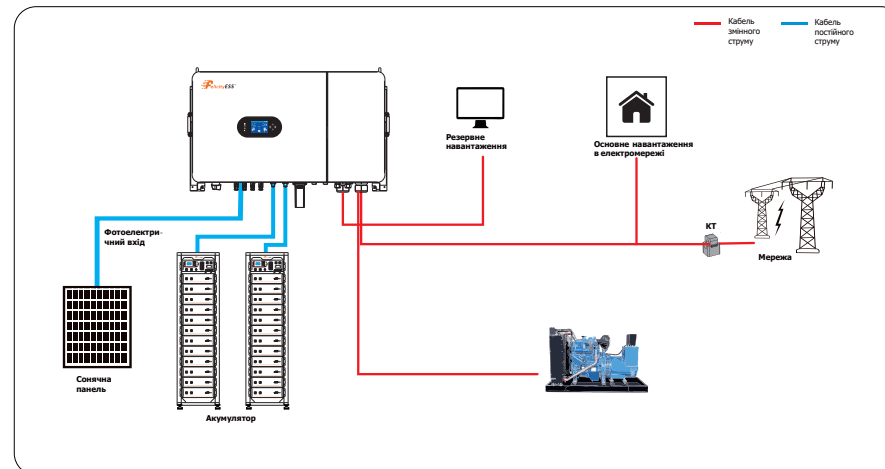 Кабель
змінного
струму
Кабель
постійного
струму
FelicityESS
Резервне
навантаження
Основне навантаження
в електромережі
Фотоелектри-
чний вхід
КТ
Мережа
Сонячна
панель
Акумулятор